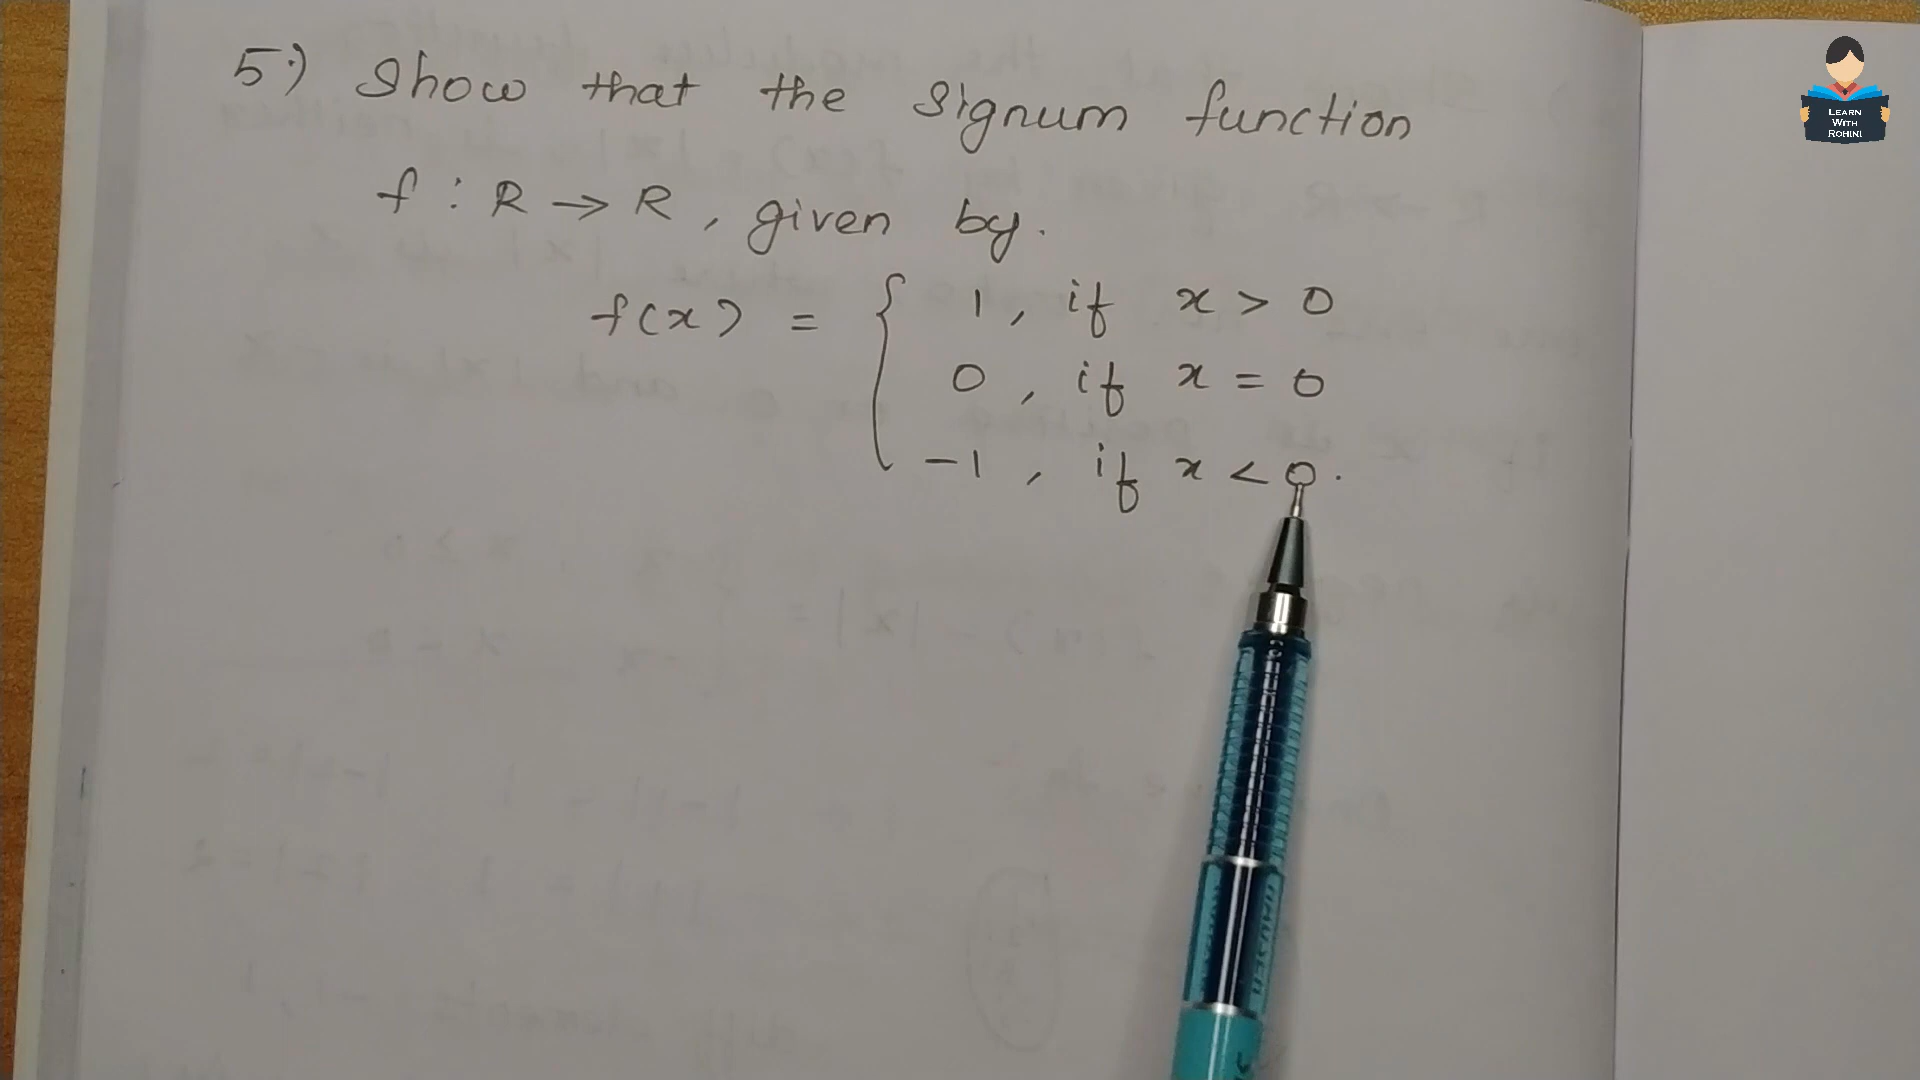 5.) Show that the signum function
f : R → R, given by.
f(x) = { 1, if x > 0
0, if x = 0
-1, if x < 0.
LEARN
WITH
ROHINI